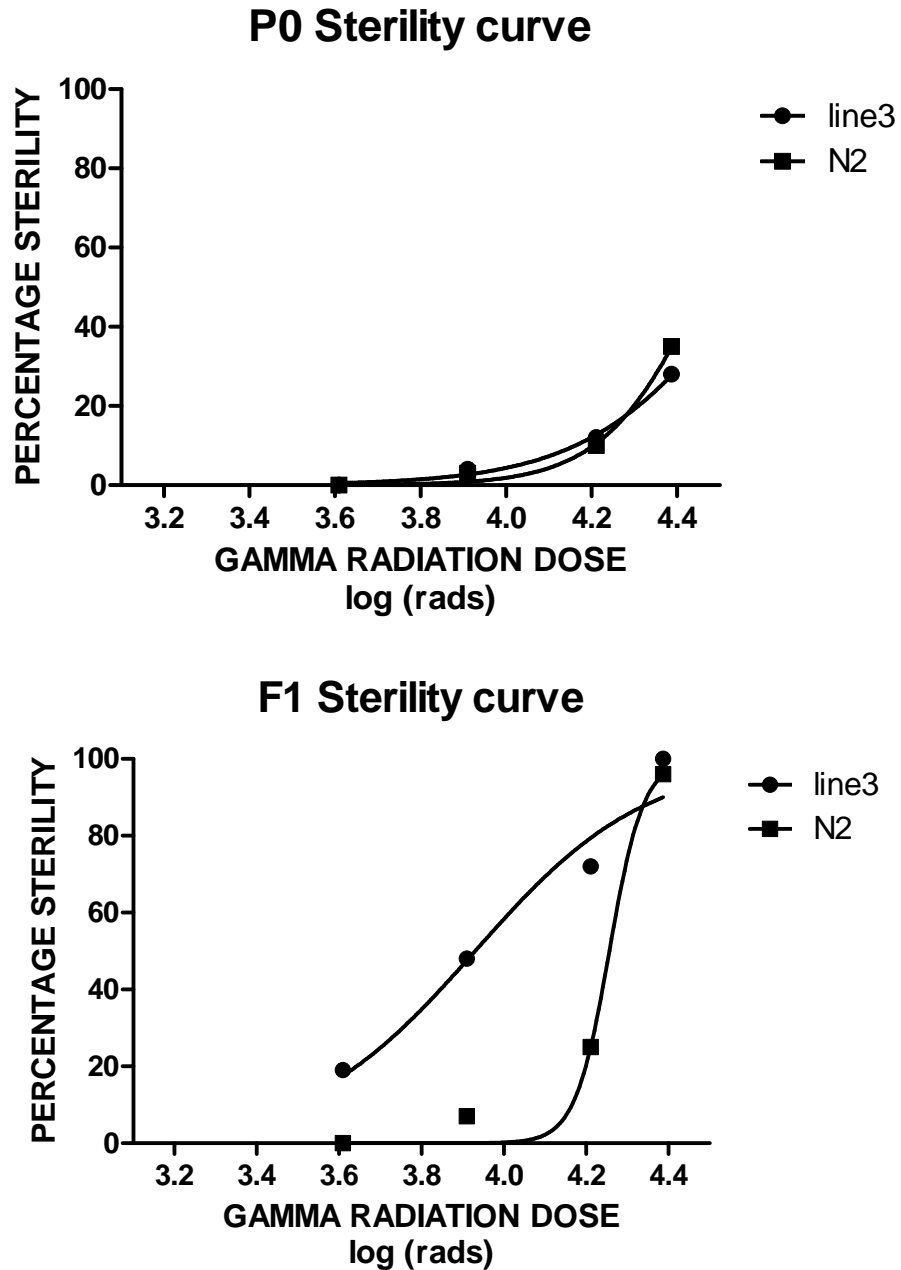 P0 Sterility curve
PERCENTAGE STERILITY
100
80
60
40
20
0
3.2 3.4 3.6 3.8 4.0 4.2 4.4
GAMMA RADIATION DOSE
log (rads)
line3
N2
F1 Sterility curve
PERCENTAGE STERILITY
100
80
60
40
20
0
3.2 3.4 3.6 3.8 4.0 4.2 4.4
GAMMA RADIATION DOSE
log (rads)
line3
N2